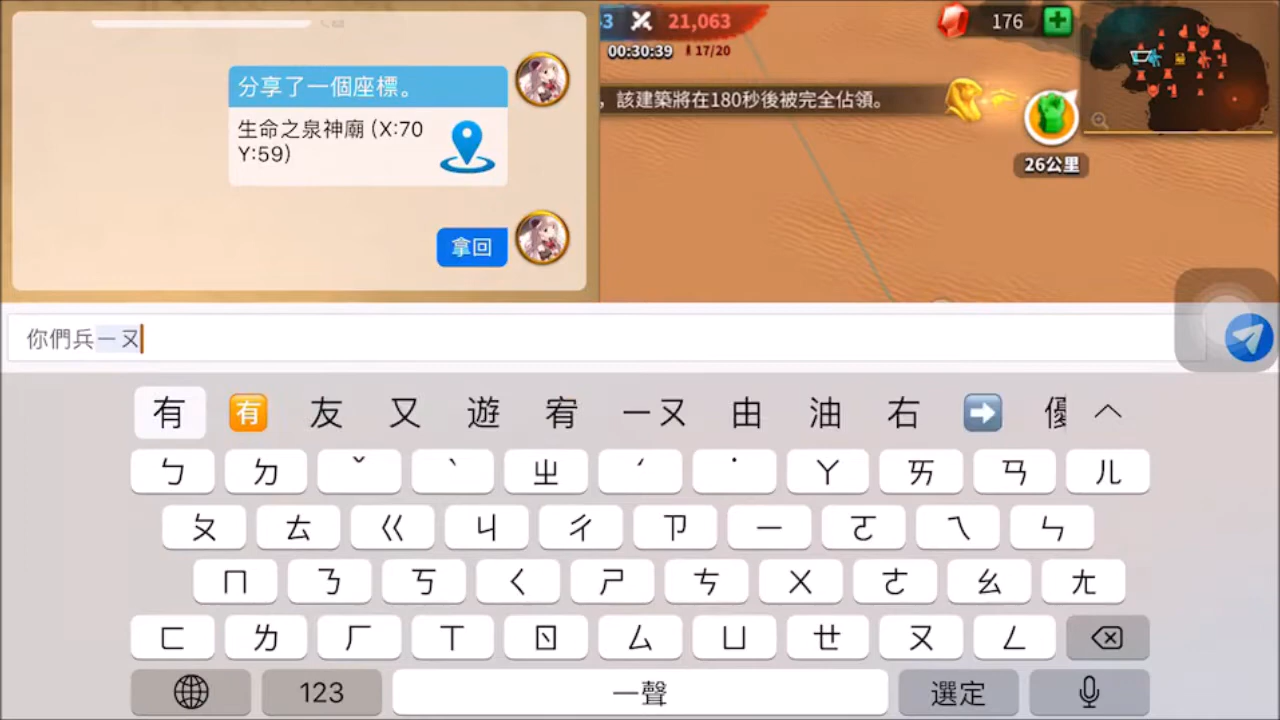 分享了一個座標。
生命之泉神廟 (X:70
Y:59)
拿回
3 21,063
00:30:39 17/20
176
，該建築將在180秒後被完全佔領。
26公里
你們兵ㄧㄡ
有 🈶 友 又 遊 宥 ㄧㄡ 由 油 右 ➡️ 優
ㄅ ㄉ ˇ ˋ ㄓ ˊ ˙ ㄚ ㄞ ㄢ ㄦ
ㄆ ㄊ ㄍ ㄐ ㄔ ㄗ ㄧ ㄛ ㄟ ㄣ
ㄇ ㄋ ㄎ ㄑ ㄕ ㄘ ㄨ ㄜ ㄠ ㄤ
ㄈ ㄌ ㄏ ㄒ ㄖ ㄙ ㄩ ㄝ ㄡ ㄥ
123 一聲 選定